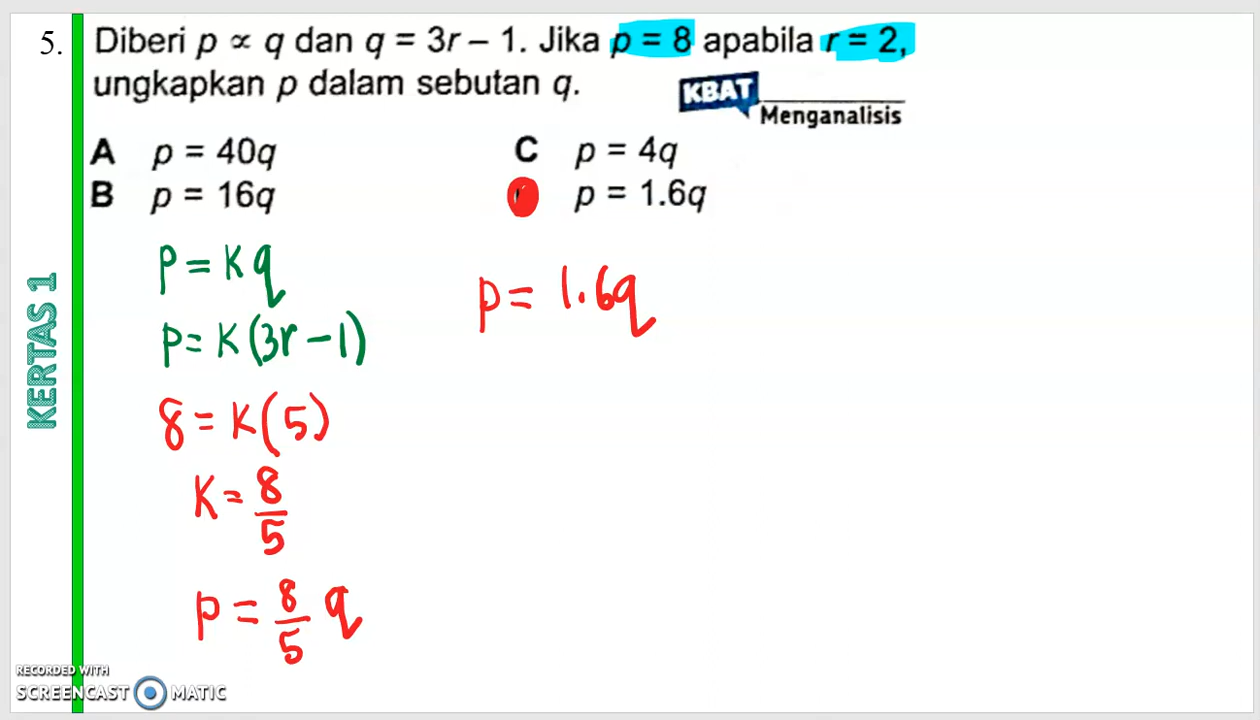 5. Diberi p ∝ q dan q = 3r – 1. Jika p = 8 apabila r = 2,
ungkapkan p dalam sebutan q.
KBAT Menganalisis
A p = 40q
C p = 4q
B p = 16q
p = 1.6q
P = K q
P = K (3r – 1)
8 = K (5)
K = 8/5
P = 8/5 q
P = 1.6q
KERTAS 1
RECORDED WITH
SCREENCAST MATIC